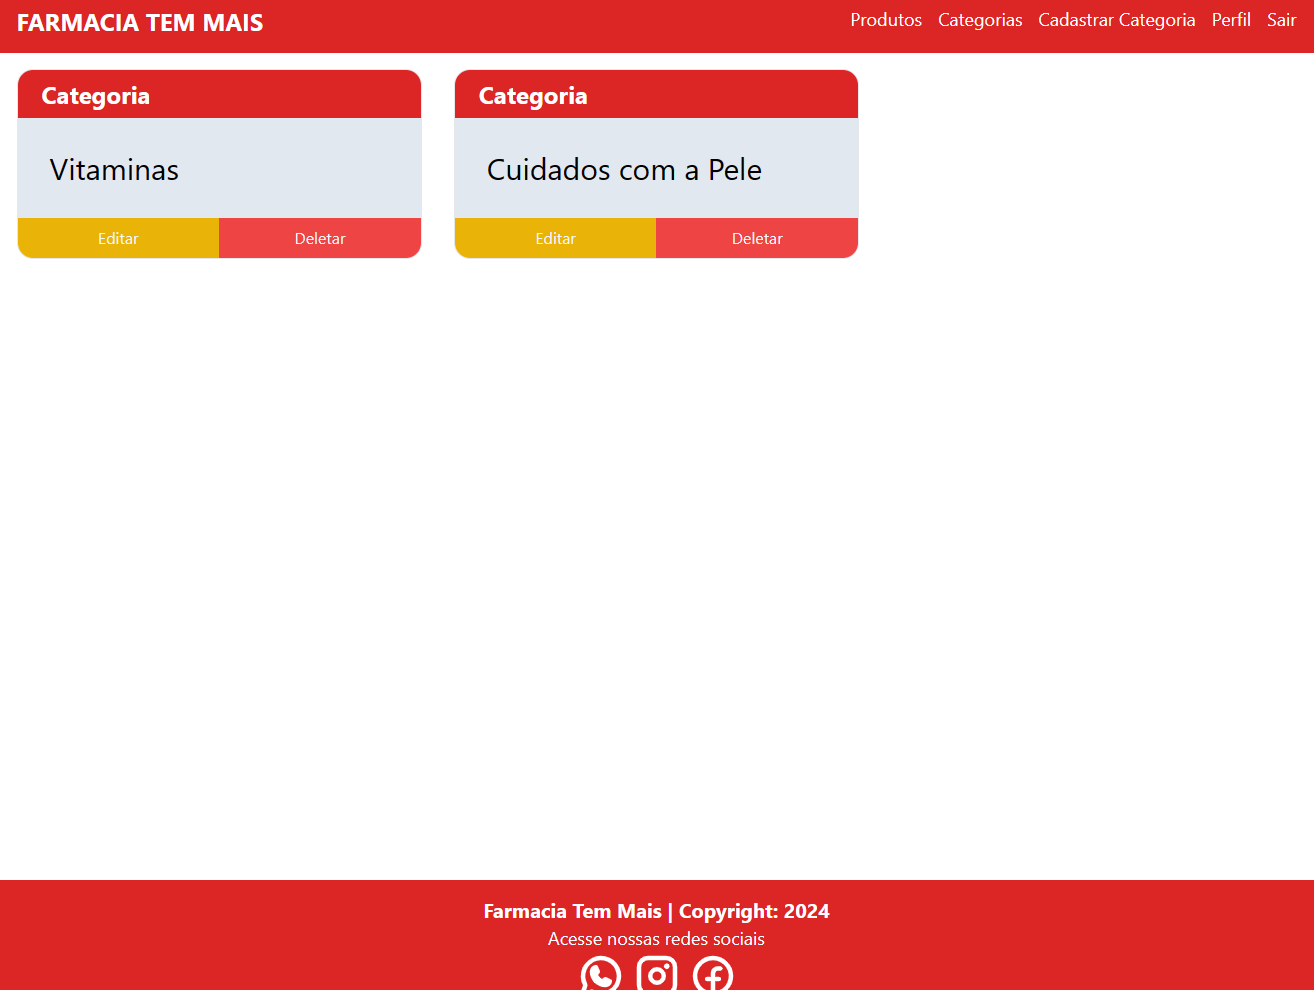 FARMACIA TEM MAIS
Produtos Categorias Cadastrar Categoria Perfil Sair
Categoria
Vitaminas
Editar Deletar
Categoria
Cuidados com a Pele
Editar Deletar
Farmacia Tem Mais | Copyright: 2024
Acesse nossas redes sociais